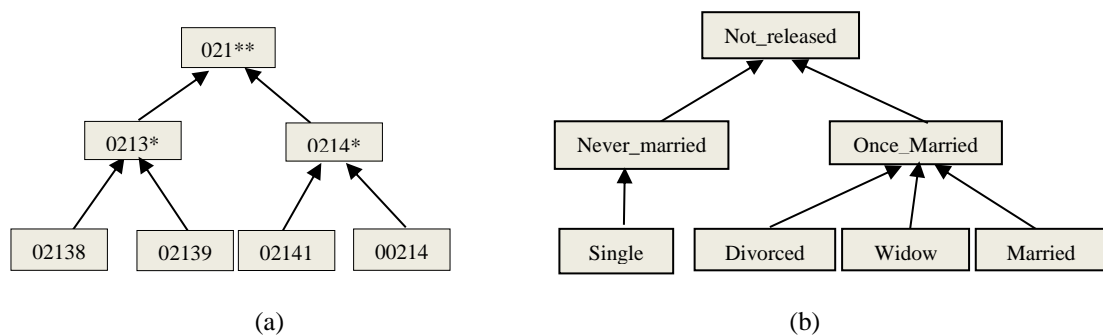 021**
Not_released
0213*
0214*
Never_married
Once_Married
02138
02139
02141
00214
Single
Divorced
Widow
Married
(a)
(b)